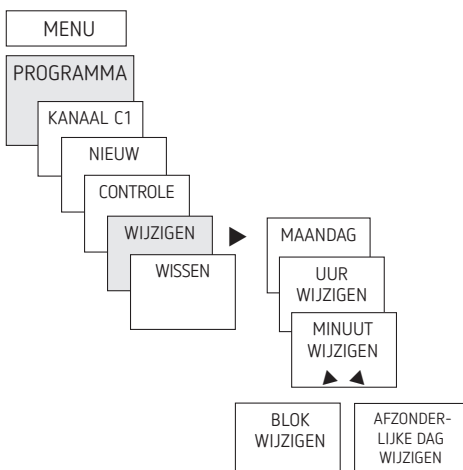 MENU
PROGRAMMA
KANAAL C1
NIEUW
CONTROLE
WIJZIGEN
WISSEN
MAANDAG
UUR
WIJZIGEN
MINUUT
WIJZIGEN
BLOK
WIJZIGEN
AFZONDER-
LIJKE DAG
WIJZIGEN